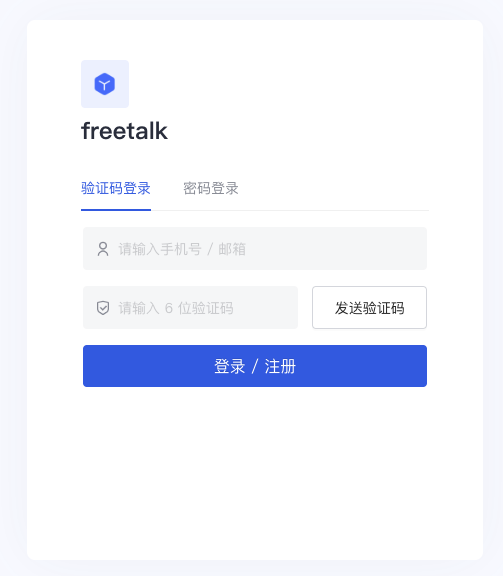 freetalk
验证码登录 密码登录
请输入手机号 / 邮箱
请输入 6 位验证码 发送验证码
登录 / 注册